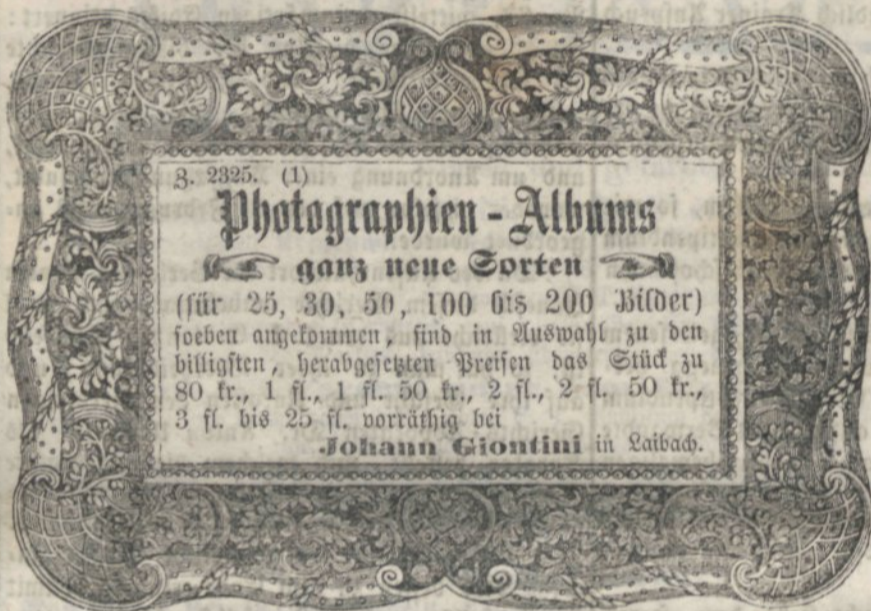 Z. 2325. (1)
Photographien - Albums
ganz neue Sorten
(für 25, 30, 50, 100 bis 200 Bilder)
soeben angekommen, sind in Auswahl zu den
billigsten, herabgesetzten Preisen das Stück zu
80 kr., 1 fl., 1 fl. 50 kr., 2 fl., 2 fl. 50 kr.,
3 fl. bis 25 fl. vorräthig bei
Johann Giontini in Laibach.